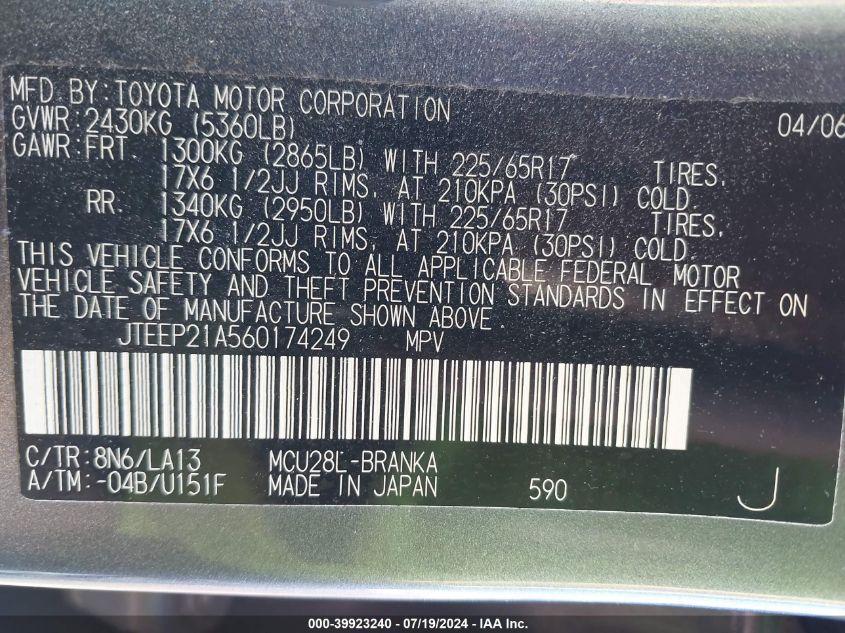 MFD. BY: TOYOTA MOTOR CORPORATION 04/06
GVWR: 2430KG (5360LB)
GAWR: FRT. 1300KG (2865LB) WITH 225/65R17 TIRES,
17X6 1/2JJ RIMS, AT 210KPA (30PSI) COLD
RR. 1340KG (2950LB) WITH 225/65R17 TIRES,
17X6 1/2JJ RIMS, AT 210KPA (30PSI) COLD
THIS VEHICLE CONFORMS TO ALL APPLICABLE FEDERAL MOTOR
VEHICLE SAFETY AND THEFT PREVENTION STANDARDS IN EFFECT ON
THE DATE OF MANUFACTURE SHOWN ABOVE.
JTEEP21A560174249 MPV
C/TR: 8N6/LA13 MCU28L-BRANKA
A/TM: -04B/U151F MADE IN JAPAN 590 J
000-39923240 - 07/19/2024 - IAA Inc.